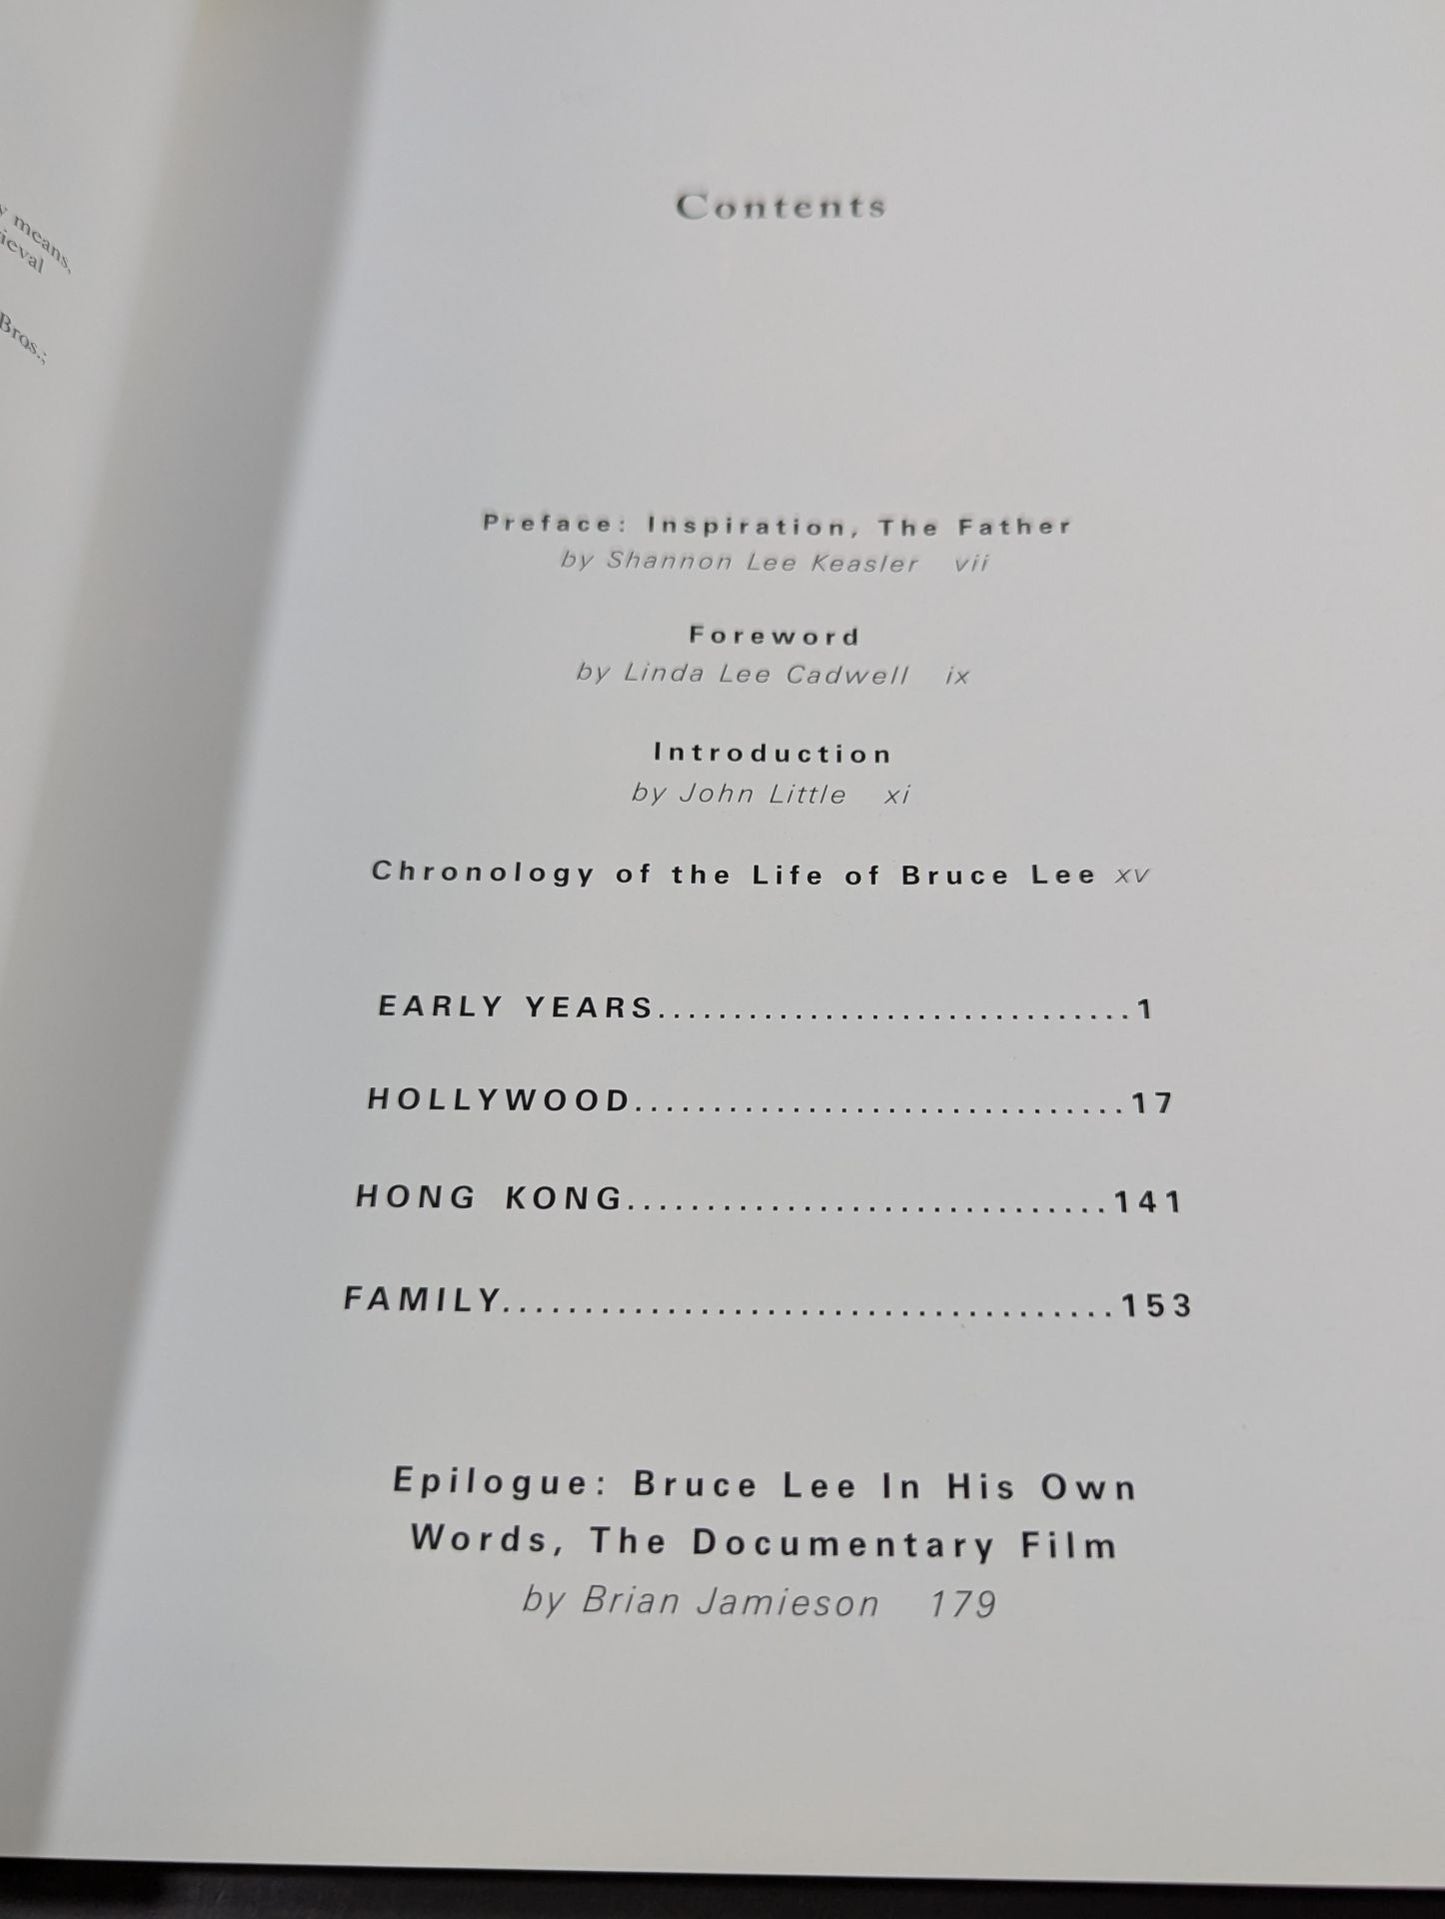 means,
Bros.;
Contents
Preface: Inspiration, The Father
by Shannon Lee Keasler vii
Foreword
by Linda Lee Cadwell ix
Introduction
by John Little xi
Chronology of the Life of Bruce Lee xv
EARLY YEARS...............................1
HOLLYWOOD................................17
HONG KONG...............................141
FAMILY......................................153
Epilogue: Bruce Lee In His Own
Words, The Documentary Film
by Brian Jamieson 179